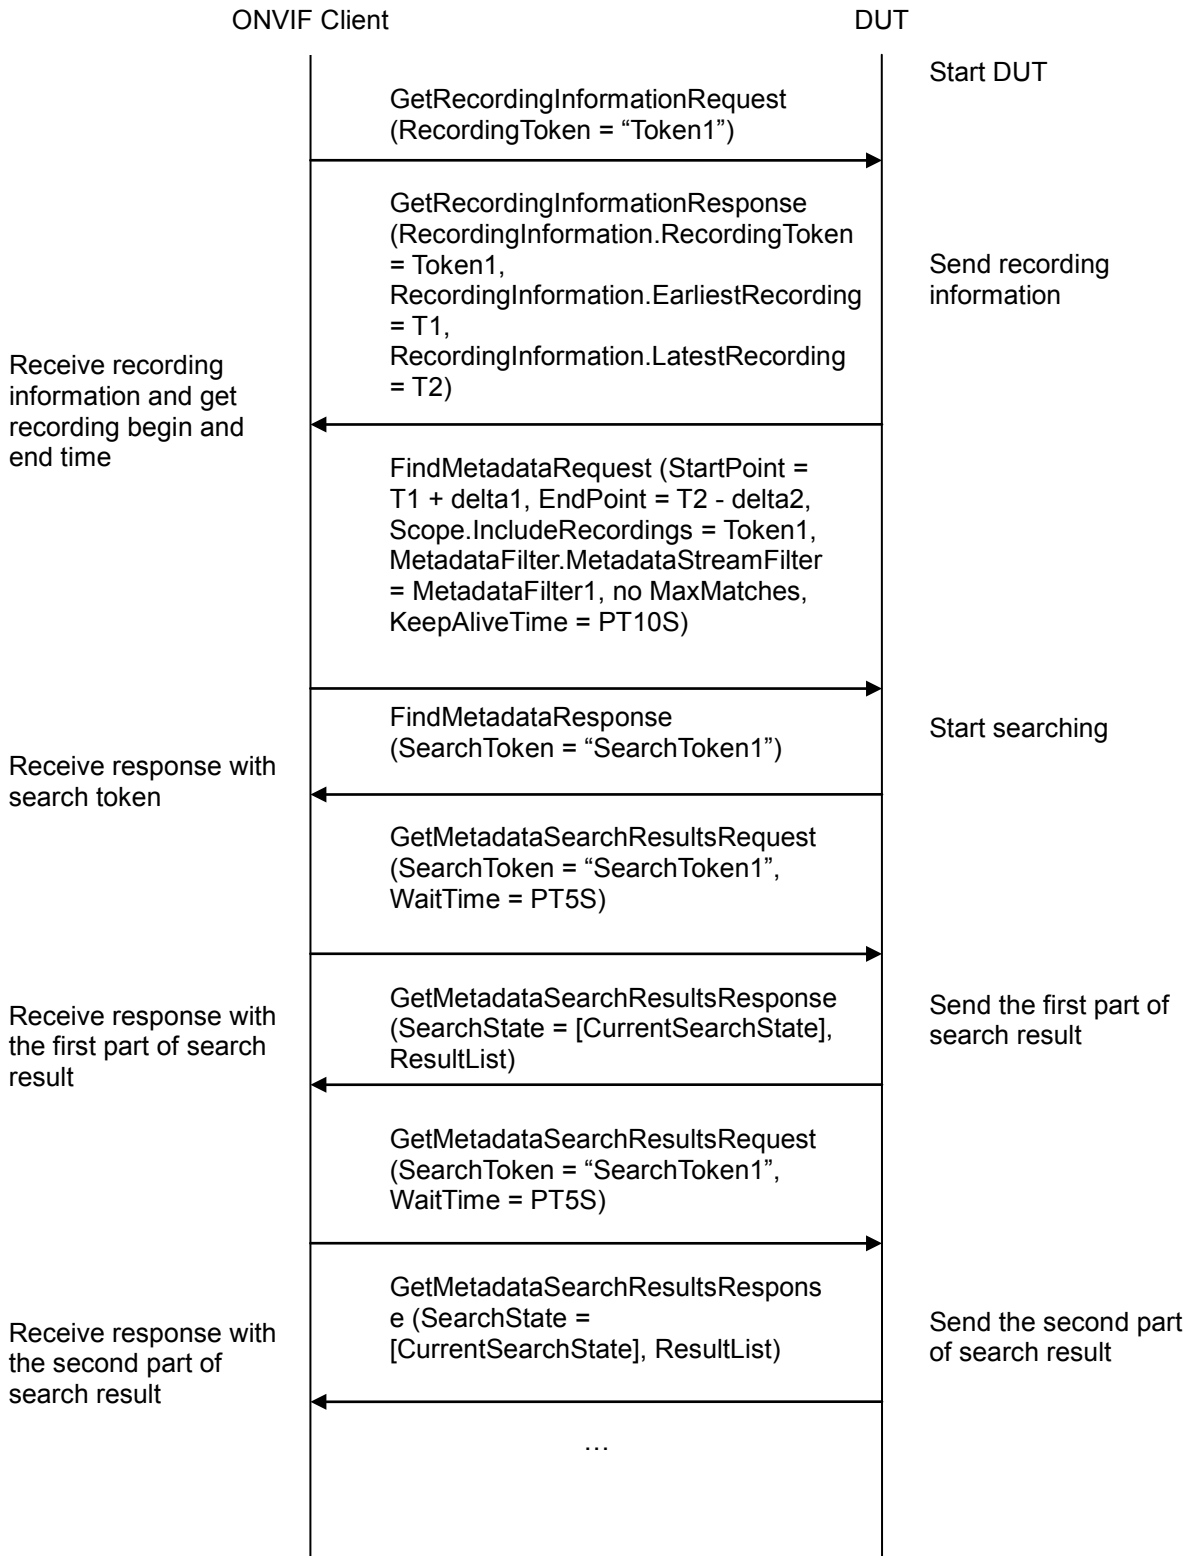 ONVIF Client
DUT
Start DUT
GetRecordingInformationRequest
(RecordingToken = “Token1”)
GetRecordingInformationResponse
(RecordingInformation.RecordingToken
= Token1,
RecordingInformation.EarliestRecording
= T1,
RecordingInformation.LatestRecording
= T2)
Send recording
information
Receive recording
information and get
recording begin and
end time
FindMetadataRequest (StartPoint =
T1 + delta1, EndPoint = T2 - delta2,
Scope.IncludeRecordings = Token1,
MetadataFilter.MetadataStreamFilter
= MetadataFilter1, no MaxMatches,
KeepAliveTime = PT10S)
FindMetadataResponse
(SearchToken = “SearchToken1”)
Start searching
Receive response with
search token
GetMetadataSearchResultsRequest
(SearchToken = “SearchToken1”,
WaitTime = PT5S)
GetMetadataSearchResultsResponse
(SearchState = [CurrentSearchState],
ResultList)
Send the first part of
search result
Receive response with
the first part of search
result
GetMetadataSearchResultsRequest
(SearchToken = “SearchToken1”,
WaitTime = PT5S)
GetMetadataSearchResultsRespons
e (SearchState =
[CurrentSearchState], ResultList)
Send the second part
of search result
Receive response with
the second part of
search result
…